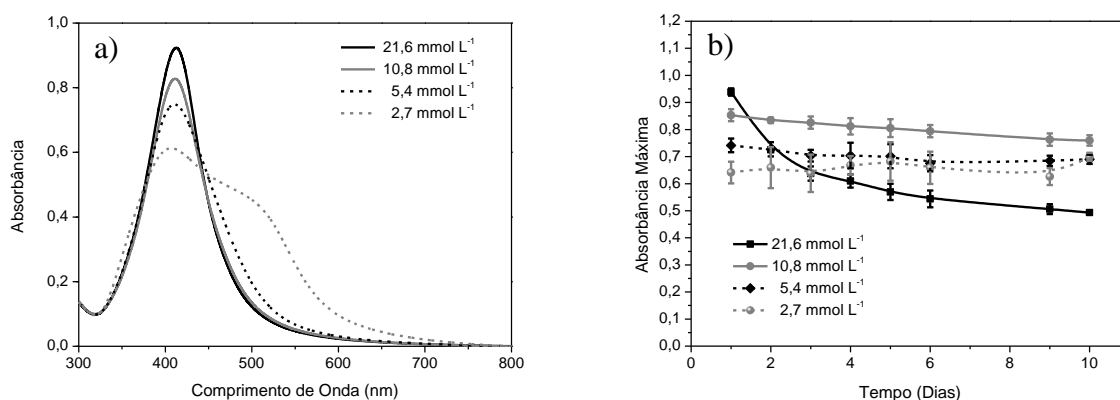 a)
21,6 mmol L⁻¹
10,8 mmol L⁻¹
5,4 mmol L⁻¹
2,7 mmol L⁻¹
1,0
0,8
0,6
0,4
0,2
0,0
Absorbância
300 400 500 600 700 800
Comprimento de Onda (nm)
b)
1,2
1,1
1,0
0,9
0,8
0,7
0,6
0,5
0,4
0,3
0,2
0,1
0,0
Absorbância Máxima
21,6 mmol L⁻¹
10,8 mmol L⁻¹
5,4 mmol L⁻¹
2,7 mmol L⁻¹
0 2 4 6 8 10
Tempo (Dias)